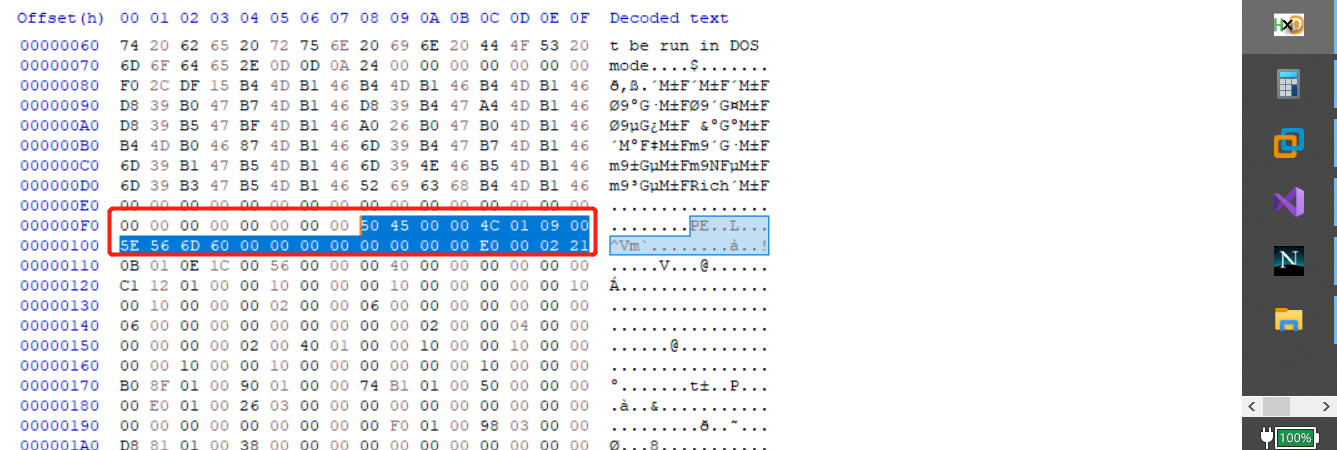 Offset(h) 00 01 02 03 04 05 06 07 08 09 0A 0B 0C 0D 0E 0F Decoded text
00000060 74 20 62 65 20 72 75 6E 20 69 6E 20 44 4F 53 20 t be run in DOS
00000070 6D 6F 64 65 2E 0D 0D 0A 24 00 00 00 00 00 00 00 mode....$.......
00000080 F0 2C DF 15 B4 4D B1 46 B4 4D B1 46 B4 4D B1 46 ð,ß.´M±F´M±F´M±F
00000090 D8 39 B0 47 B7 4D B1 46 D8 39 B4 47 A4 4D B1 46 Ø9°G·M±FØ9´G¤M±F
000000A0 D8 39 B5 47 BF 4D B1 46 A0 26 B0 47 B0 4D B1 46 Ø9µG¿M±F &°G°M±F
000000B0 B4 4D B0 46 87 4D B1 46 6D 39 B4 47 B7 4D B1 46 ´M°F‡M±Fm9´G·M±F
000000C0 6D 39 B1 47 B5 4D B1 46 6D 39 4E 46 B5 4D B1 46 m9±GµM±Fm9NFµM±F
000000D0 6D 39 B3 47 B5 4D B1 46 52 69 63 68 B4 4D B1 46 m9³GµM±FRich´M±F
000000E0 00 00 00 00 00 00 00 00 00 00 00 00 00 00 00 00 ................
000000F0 00 00 00 00 00 00 00 00 50 45 00 00 4C 01 09 00 ........PE..L...
00000100 5E 56 6D 60 00 00 00 00 00 00 00 00 E0 00 02 21 ^Vm`........à..!
00000110 0B 01 0E 1C 00 56 00 00 00 40 00 00 00 00 00 00 .....V...@......
00000120 C1 12 01 00 00 10 00 00 00 10 00 00 00 00 00 10 Á...............
00000130 00 10 00 00 00 02 00 00 06 00 00 00 00 00 00 00 ................
00000140 06 00 00 00 00 00 00 00 00 00 02 00 00 04 00 00 ................
00000150 00 00 00 00 02 00 40 01 00 00 10 00 00 10 00 00 ......@.........
00000160 00 00 10 00 00 10 00 00 00 00 00 00 10 00 00 00 ................
00000170 B0 8F 01 00 90 01 00 00 74 B1 01 00 50 00 00 00 °.......t±..P...
00000180 00 E0 01 00 26 03 00 00 00 00 00 00 00 00 00 00 .à..&...........
00000190 00 00 00 00 00 00 00 00 00 F0 01 00 98 03 00 00 .........ð..˜...
000001A0 D8 81 01 00 38 00 00 00 00 00 00 00 00 00 00 00 Ø...8...........
HxD
N
100%